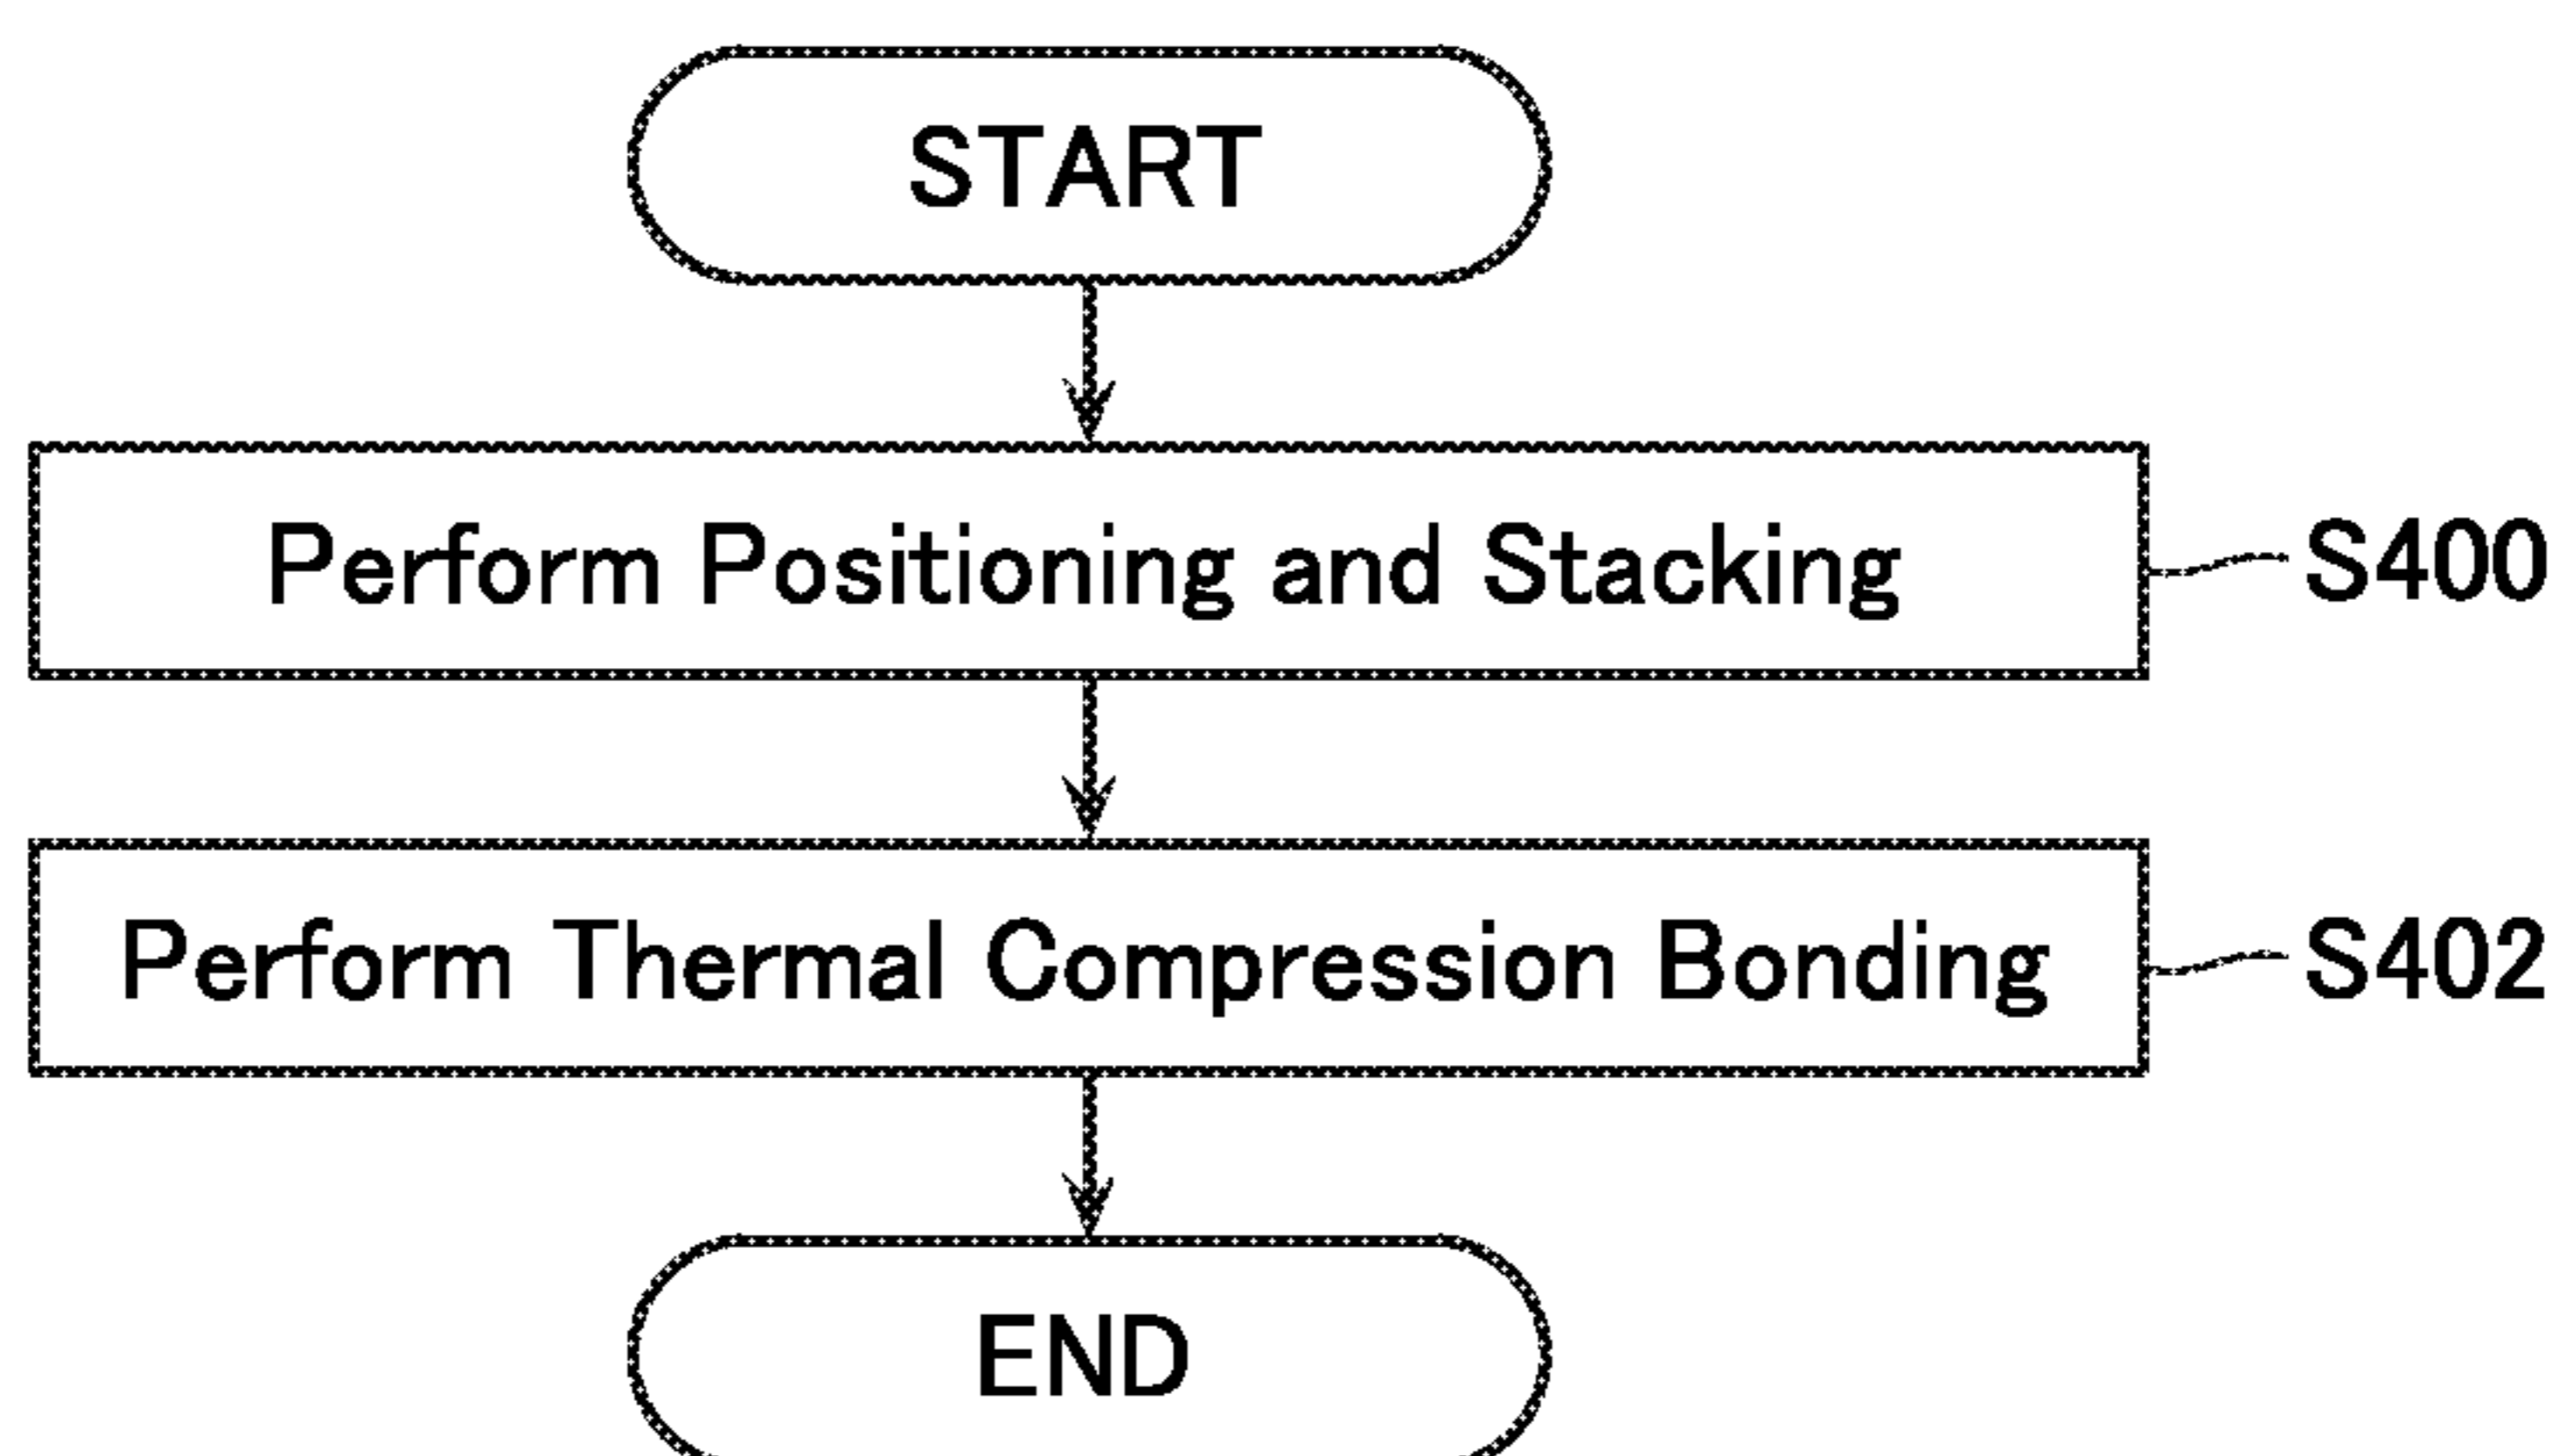 START
Perform Positioning and Stacking
S400
Perform Thermal Compression Bonding
S402
END